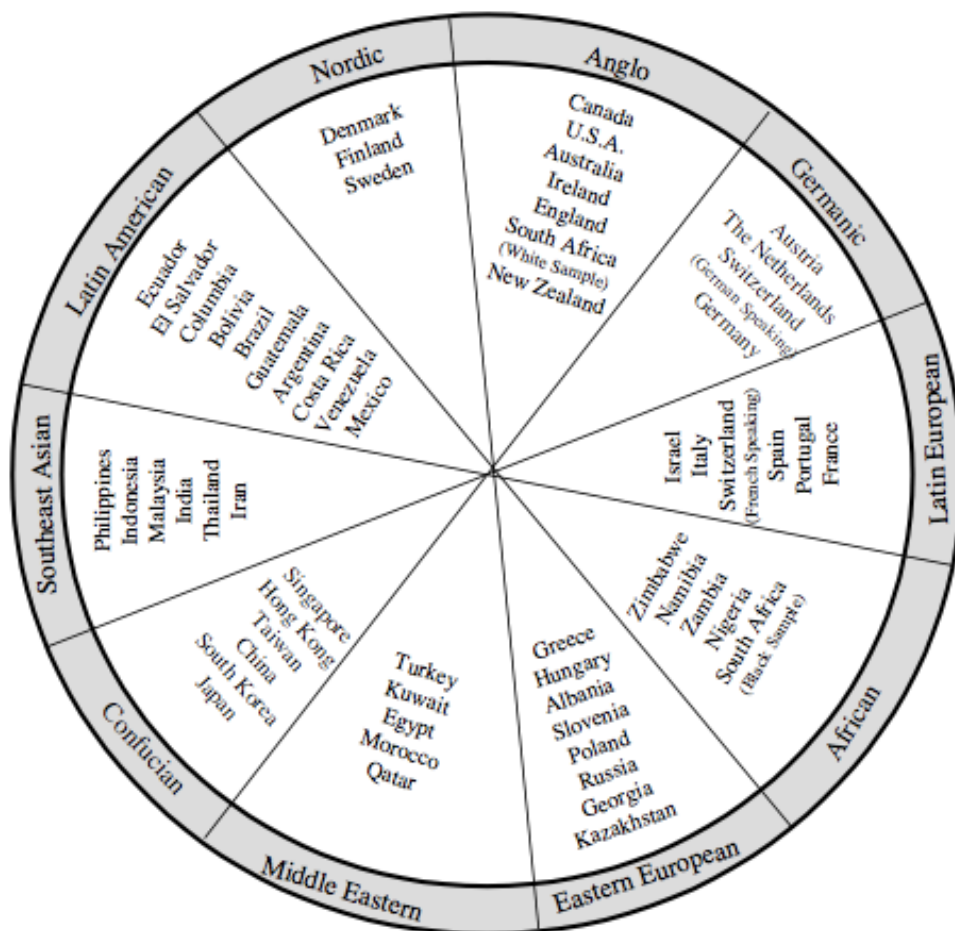 Nordic
Denmark
Finland
Sweden
Anglo
Canada
U.S.A.
Australia
Ireland
England
South Africa
(White Sample)
New Zealand
Germanic
Austria
The Netherlands
Switzerland
(German Speaking)
Germany
Latin European
Israel
Italy
Switzerland
(French Speaking)
Spain
Portugal
France
African
Zimbabwe
Namibia
Zambia
Nigeria
South Africa
(Black Sample)
Eastern European
Greece
Hungary
Albania
Slovenia
Poland
Russia
Georgia
Kazakhstan
Middle Eastern
Turkey
Kuwait
Egypt
Morocco
Qatar
Confucian
Singapore
Hong Kong
Taiwan
China
South Korea
Japan
Southeast Asian
Philippines
Indonesia
Malaysia
India
Thailand
Iran
Latin American
Ecuador
El Salvador
Columbia
Bolivia
Brazil
Guatemala
Argentina
Costa Rica
Venezuela
Mexico